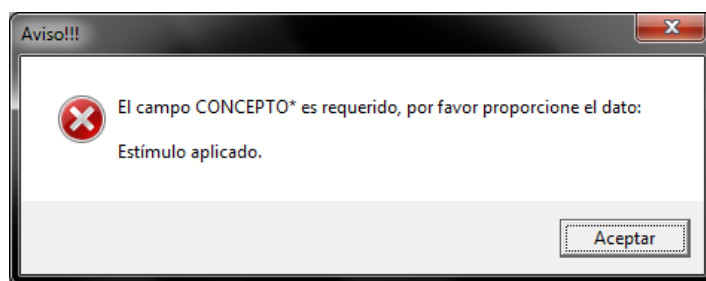 Aviso!!!
El campo CONCEPTO* es requerido, por favor proporcione el dato:
Estímulo aplicado.
Aceptar